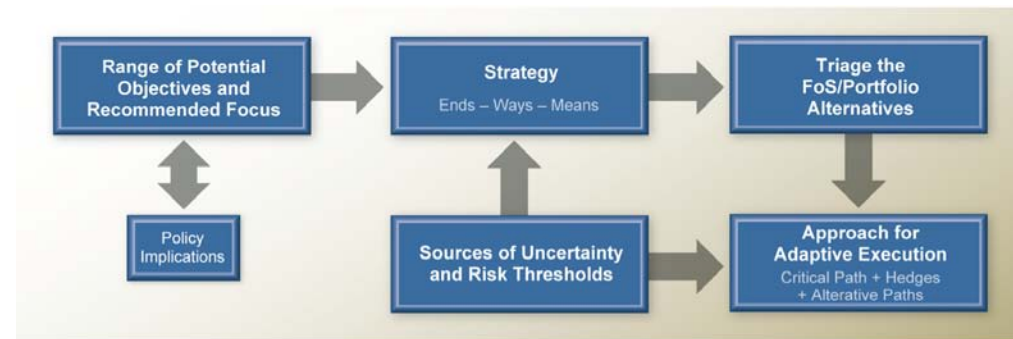 Range of Potential
Objectives and
Recommended Focus
Strategy
Ends – Ways – Means
Triage the
FoS/Portfolio
Alternatives
Policy
Implications
Sources of Uncertainty
and Risk Thresholds
Approach for
Adaptive Execution
Critical Path + Hedges
+ Alterative Paths